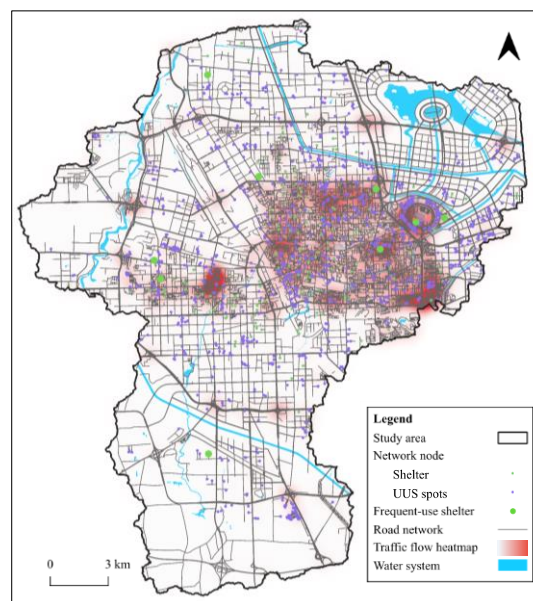 Legend
Study area
Network node
Shelter
UUS spots
Frequent-use shelter
Road network
Traffic flow heatmap
Water system
0 3 km